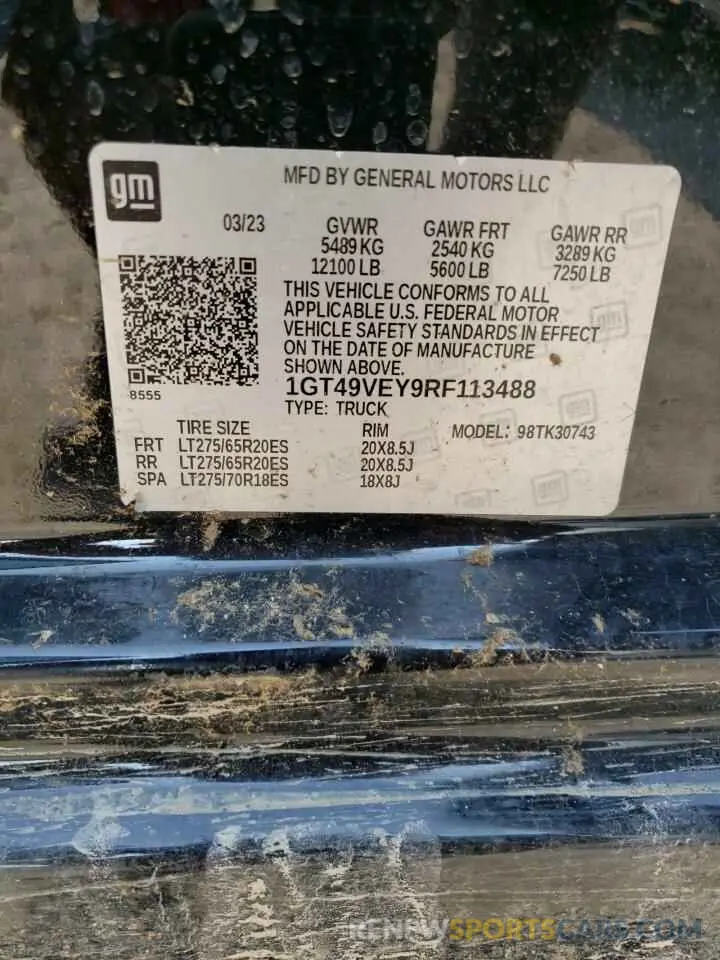 gm
MFD BY GENERAL MOTORS LLC
03/23 GVWR GAWR FRT GAWR RR
5489 KG 2540 KG 3289 KG
12100 LB 5600 LB 7250 LB
THIS VEHICLE CONFORMS TO ALL
APPLICABLE U.S. FEDERAL MOTOR
VEHICLE SAFETY STANDARDS IN EFFECT
ON THE DATE OF MANUFACTURE
SHOWN ABOVE.
8555
1GT49VEY9RF113488
TYPE: TRUCK
TIRE SIZE RIM MODEL: 98TK30743
FRT LT275/65R20ES 20X8.5J
RR LT275/65R20ES 20X8.5J
SPA LT275/70R18ES 18X8J
RENEWSPORTSCARS.COM